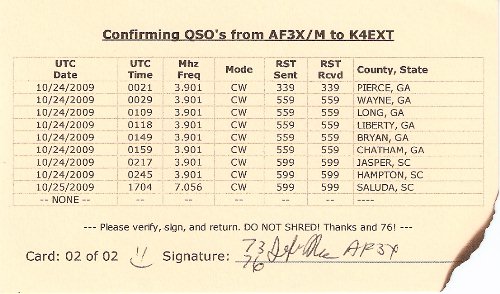 Confirming QSO's from AF3X/M to K4EXT
UTC Date UTC Time Mhz Freq Mode RST Sent RST Rcvd County, State
10/24/2009 0021 3.901 CW 339 339 PIERCE, GA
10/24/2009 0029 3.901 CW 559 559 WAYNE, GA
10/24/2009 0109 3.901 CW 559 559 LONG, GA
10/24/2009 0118 3.901 CW 559 559 LIBERTY, GA
10/24/2009 0149 3.901 CW 559 559 BRYAN, GA
10/24/2009 0159 3.901 CW 559 559 CHATHAM, GA
10/24/2009 0217 3.901 CW 599 599 JASPER, SC
10/24/2009 0245 3.901 CW 599 599 HAMPTON, SC
10/25/2009 1704 7.056 CW 599 599 SALUDA, SC
-- NONE -- -- -- -- -- -- --
--- Please verify, sign, and return. DO NOT SHRED! Thanks and 76! ---
73
Card: 02 of 02 Signature: AF3X
76